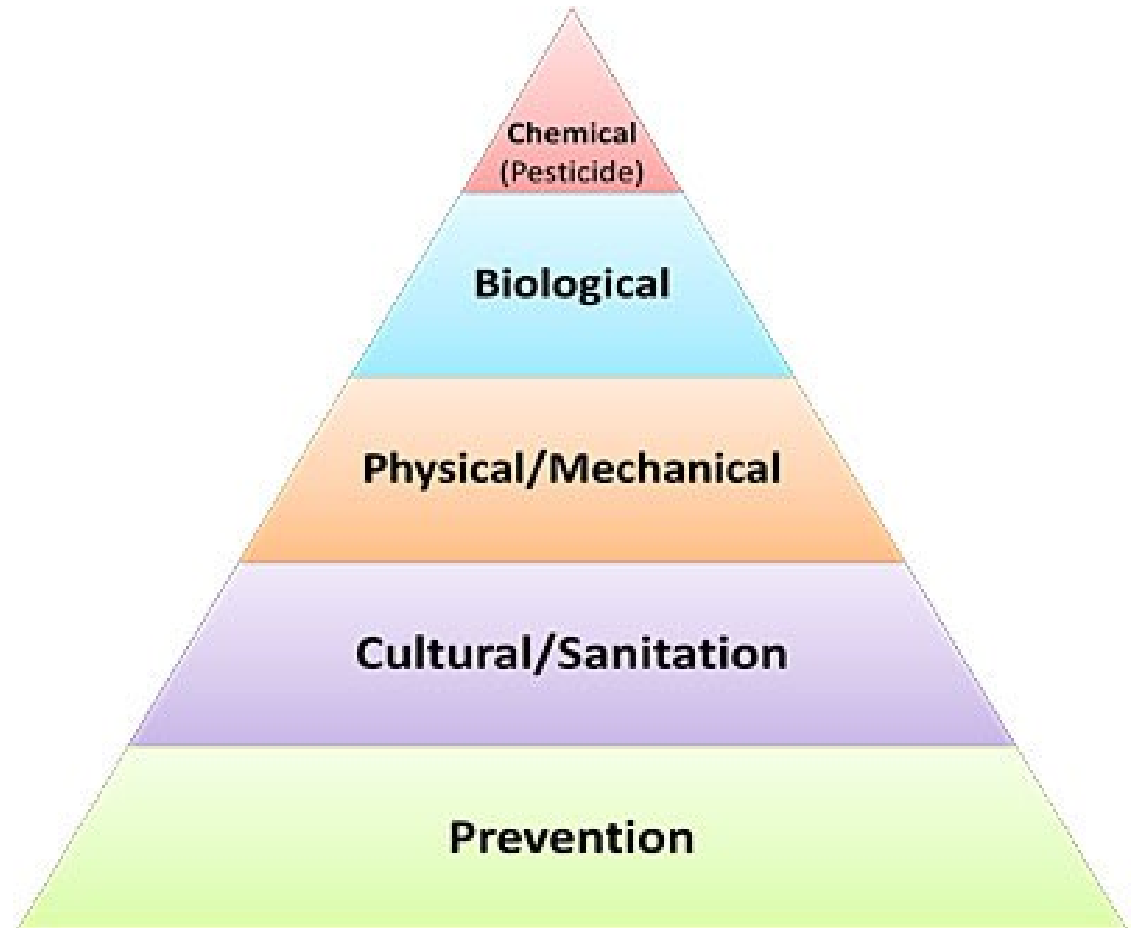 Chemical
(Pesticide)
Biological
Physical/Mechanical
Cultural/Sanitation
Prevention